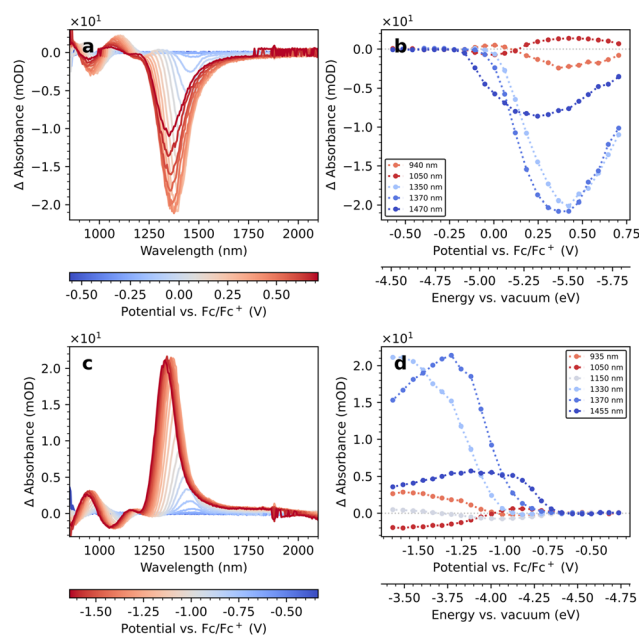 ×10¹
a
0.0
−0.5
−1.0
−1.5
−2.0
Δ Absorbance (mOD)
1000 1250 1500 1750 2000
Wavelength (nm)
-0.50 -0.25 0.00 0.25 0.50
Potential vs. Fc/Fc⁺ (V)
×10¹
b
0.0
−0.5
−1.0
−1.5
−2.0
Δ Absorbance (mOD)
940 nm
1050 nm
1350 nm
1370 nm
1470 nm
-0.50 -0.25 0.00 0.25 0.50 0.75
Potential vs. Fc/Fc⁺ (V)
-4.50 -4.75 -5.00 -5.25 -5.50 -5.75
Energy vs. vacuum (eV)
×10¹
c
2.0
1.5
1.0
0.5
0.0
Δ Absorbance (mOD)
1000 1250 1500 1750 2000
Wavelength (nm)
-1.50 -1.25 -1.00 -0.75 -0.50
Potential vs. Fc/Fc⁺ (V)
×10¹
d
2.0
1.5
1.0
0.5
0.0
Δ Absorbance (mOD)
935 nm
1050 nm
1150 nm
1330 nm
1370 nm
1455 nm
-1.50 -1.25 -1.00 -0.75 -0.50
Potential vs. Fc/Fc⁺ (V)
-3.50 -3.75 -4.00 -4.25 -4.50 -4.75
Energy vs. vacuum (eV)